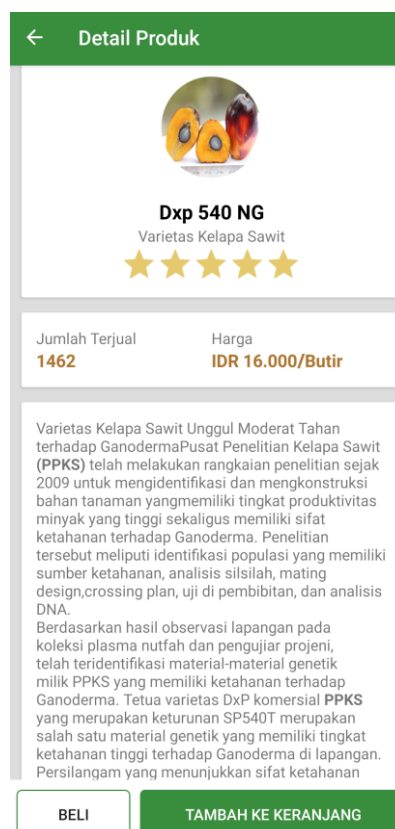 Detail Produk
Dxp 540 NG
Varietas Kelapa Sawit
Jumlah Terjual
1462
Harga
IDR 16.000/Butir
Varietas Kelapa Sawit Unggul Moderat Tahan
terhadap GanodermaPusat Penelitian Kelapa Sawit
(PPKS) telah melakukan rangkaian penelitian sejak
2009 untuk mengidentifikasi dan mengkonstruksi
bahan tanaman yangmemiliki tingkat produktivitas
minyak yang tinggi sekaligus memiliki sifat
ketahanan terhadap Ganoderma. Penelitian
tersebut meliputi identifikasi populasi yang memiliki
sumber ketahanan, analisis silsilah, mating
design,crossing plan, uji di pembibitan, dan analisis
DNA.
Berdasarkan hasil observasi lapangan pada
koleksi plasma nutfah dan pengujiar projeni,
telah teridentifikasi material-material genetik
milik PPKS yang memiliki ketahanan terhadap
Ganoderma. Tetua varietas DxP komersial PPKS
yang merupakan keturunan SP540T merupakan
salah satu material genetik yang memiliki tingkat
ketahanan tinggi terhadap Ganoderma di lapangan.
Persilangam yang menunjukkan sifat ketahanan
BELI
TAMBAH KE KERANJANG